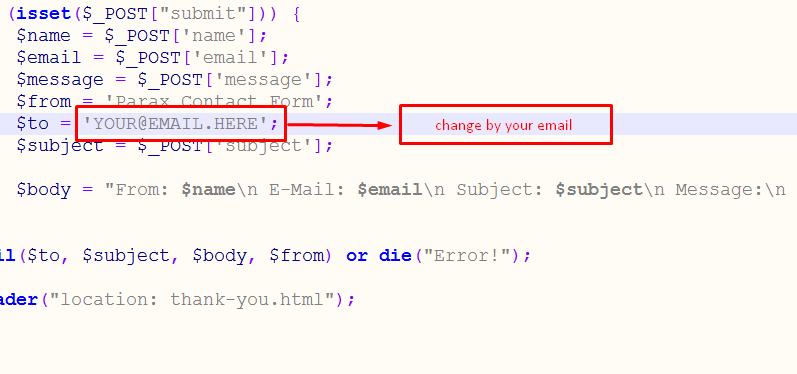 (isset($_POST["submit"])) {
$name = $_POST['name'];
$email = $_POST['email'];
$message = $_POST['message'];
$from = 'Parax Contact Form';
$to = 'YOUR@EMAIL.HERE';
change by your email
$subject = $_POST['subject'];
$body = "From: $name\n E-Mail: $email\n Subject: $subject\n Message:\n
il($to, $subject, $body, $from) or die("Error!");
ader("location: thank-you.html");